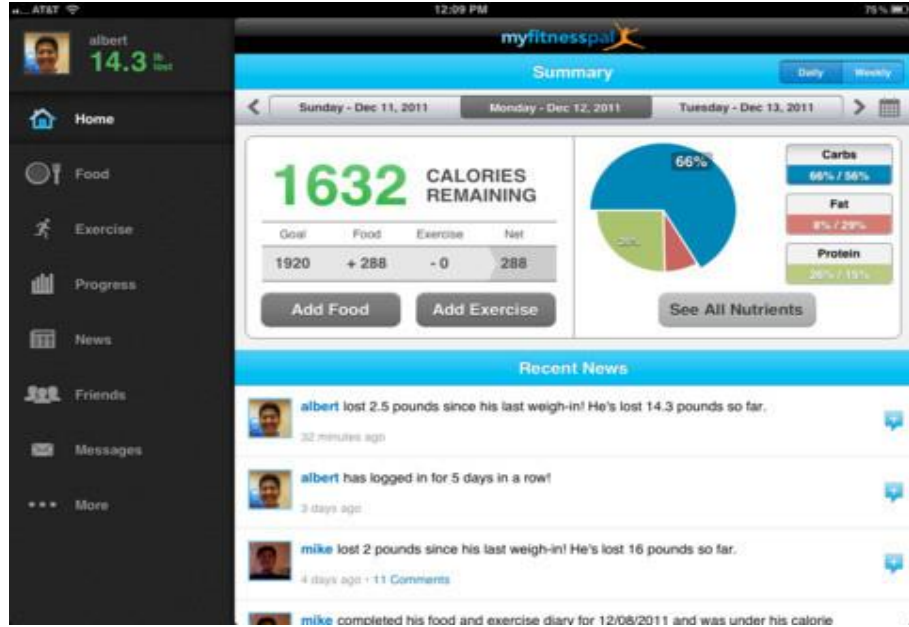 AT&T
12:09 PM
75%
albert
14.3 lb lost
Home
Food
Exercise
Progress
News
Friends
Messages
More
myfitnesspal
Summary
Daily
Weekly
Sunday - Dec 11, 2011
Monday - Dec 12, 2011
Tuesday - Dec 13, 2011
1632 CALORIES REMAINING
Goal Food Exercise Net
1920 + 288 - 0 288
Add Food
Add Exercise
66%
26%
Carbs
66% / 56%
Fat
8% / 29%
Protein
26% / 15%
See All Nutrients
Recent News
albert lost 2.5 pounds since his last weigh-in! He's lost 14.3 pounds so far.
32 minutes ago
albert has logged in for 5 days in a row!
3 days ago
mike lost 2 pounds since his last weigh-in! He's lost 16 pounds so far.
4 days ago · 11 Comments
mike completed his food and exercise diary for 12/08/2011 and was under his calorie